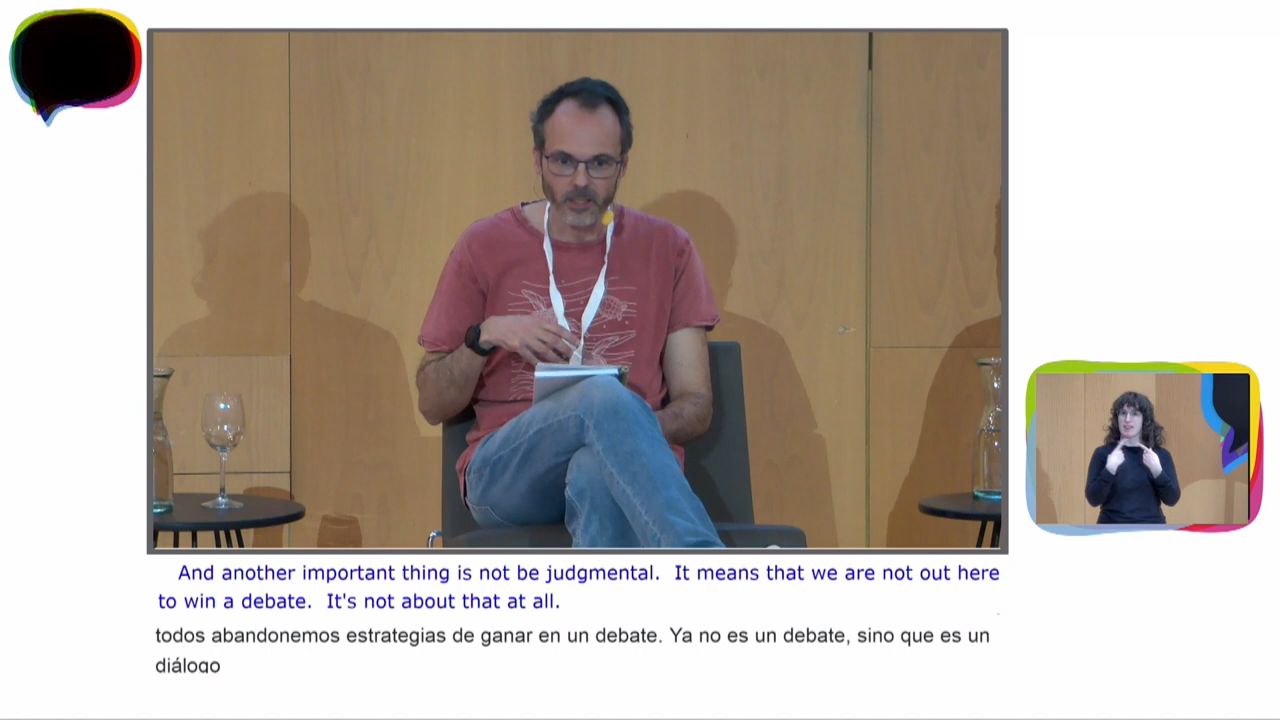 And another important thing is not be judgmental.  It means that we are not out here
to win a debate.  It's not about that at all.
todos abandonemos estrategias de ganar en un debate. Ya no es un debate, sino que es un
diálogo